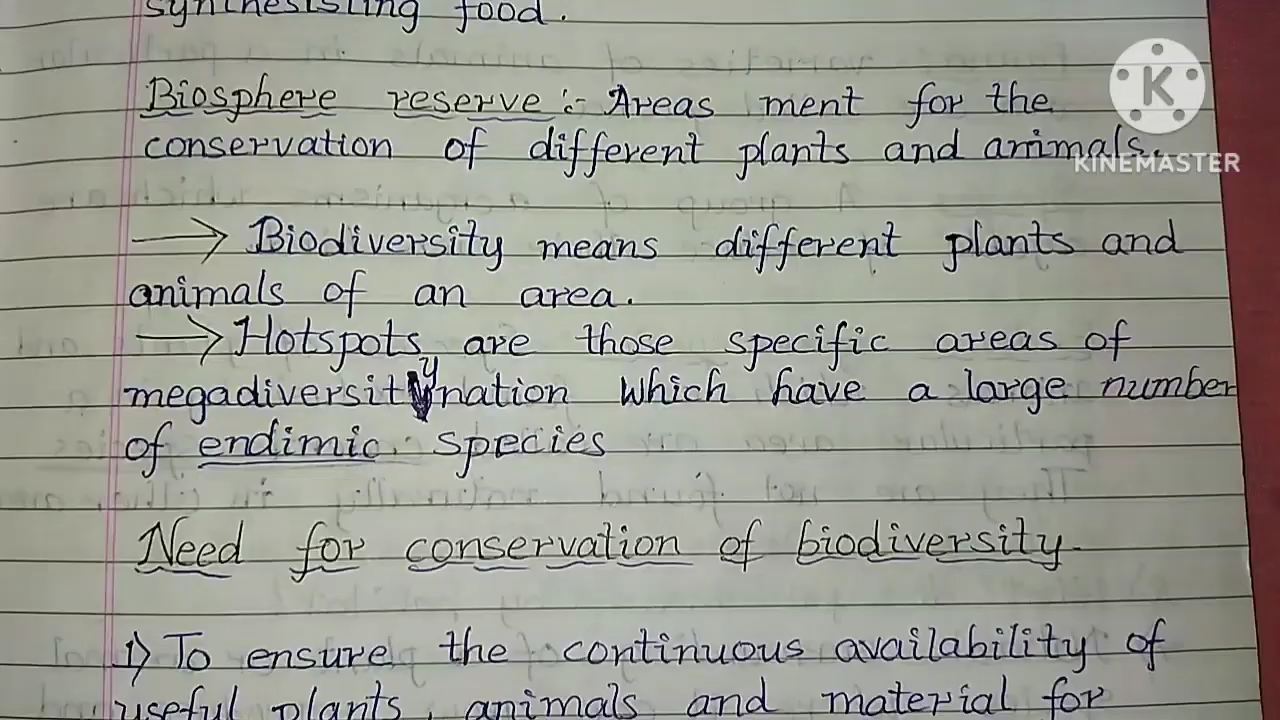 synthesisting food.
Biosphere reserve :- Areas ment for the
conservation of different plants and animals.
K
KINEMASTER
→ Biodiversity means different plants and
animals of an area.
→ Hotspots are those specific areas of
megadiversity nation which have a large number
of endimic species
Need for conservation of biodiversity.
1) To ensure the continuous availability of
useful plants, animals and material for